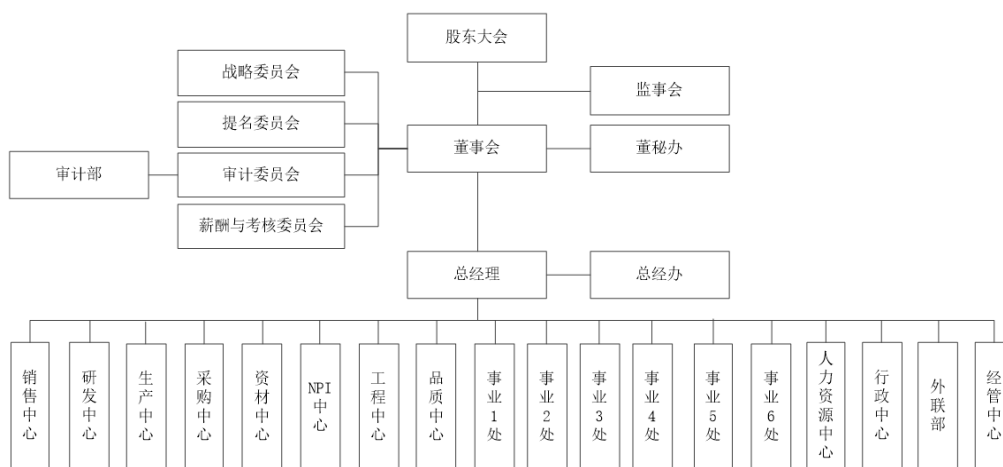 股东大会
战略委员会
监事会
提名委员会
董事会
董秘办
审计部
审计委员会
薪酬与考核委员会
总经理
总经办
销售中心
研发中心
生产中心
采购中心
资材中心
NPI中心
工程中心
品质中心
事业1处
事业2处
事业3处
事业4处
事业5处
事业6处
人力资源中心
行政中心
外联部
经管中心